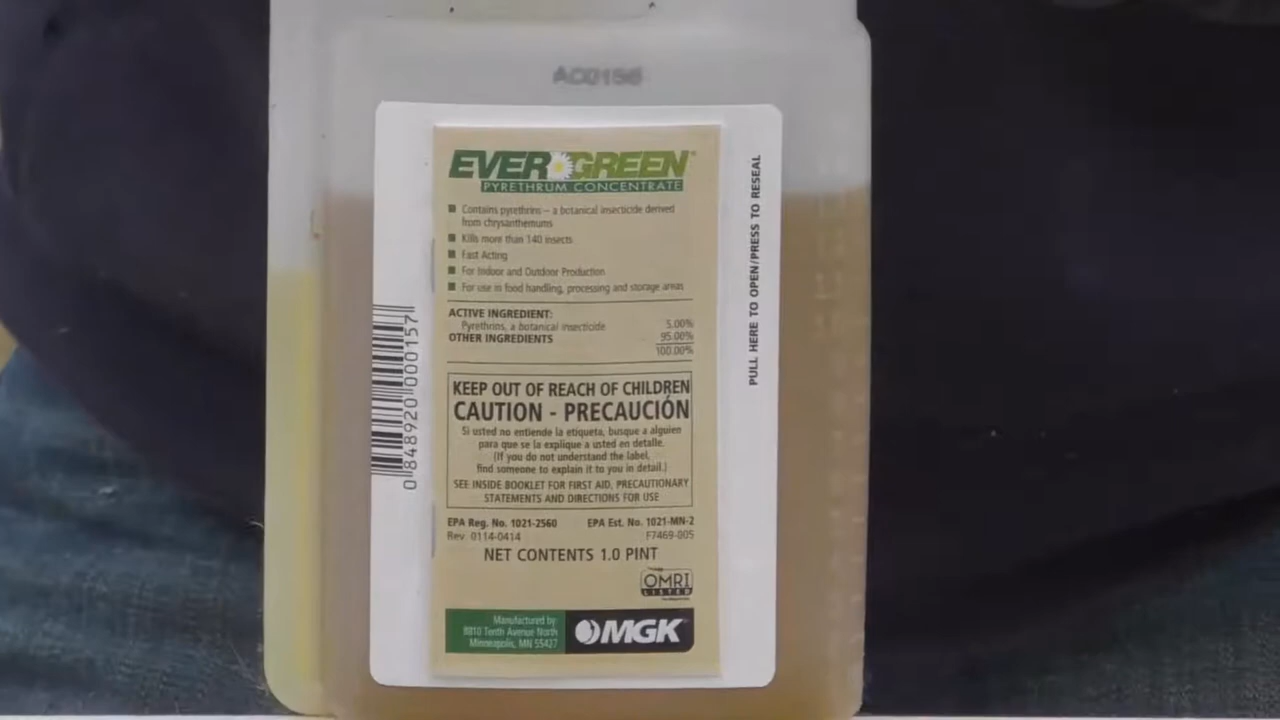 AC0156
EVERGREEN
PYRETHRUM CONCENTRATE
■ Contains pyrethrins – a botanical insecticide derived
from chrysanthemums
■ Kills more than 140 insects
■ Fast Acting
■ For Indoor and Outdoor Production
■ For use in food handling, processing and storage areas
ACTIVE INGREDIENT:
Pyrethrins, a botanical insecticide 5.00%
OTHER INGREDIENTS 95.00%
100.00%
KEEP OUT OF REACH OF CHILDREN
CAUTION - PRECAUCIÓN
Si usted no entiende la etiqueta, busque a alguien
para que se la explique a usted en detalle.
(If you do not understand the label,
find someone to explain it to you in detail.)
SEE INSIDE BOOKLET FOR FIRST AID, PRECAUTIONARY
STATEMENTS AND DIRECTIONS FOR USE
EPA Reg. No. 1021-2560 EPA Est. No. 1021-MN-2
Rev. 0114-0414 F7469-005
NET CONTENTS 1.0 PINT
OMRI
LISTED
Manufactured by:
8810 Tenth Avenue North
Minneapolis, MN 55427
MGK
0 848920 000157
PULL HERE TO OPEN/PRESS TO RESEAL